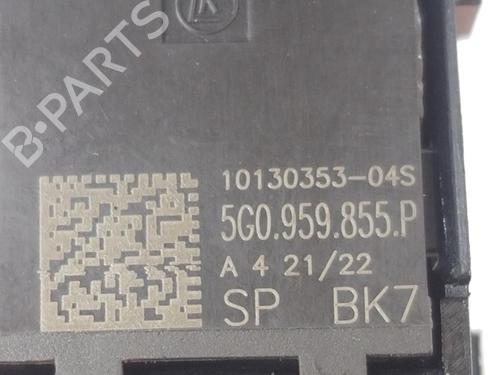 B-PARTS
10130353-04S
5G0.959.855.P
A 4 21/22
SP BK7